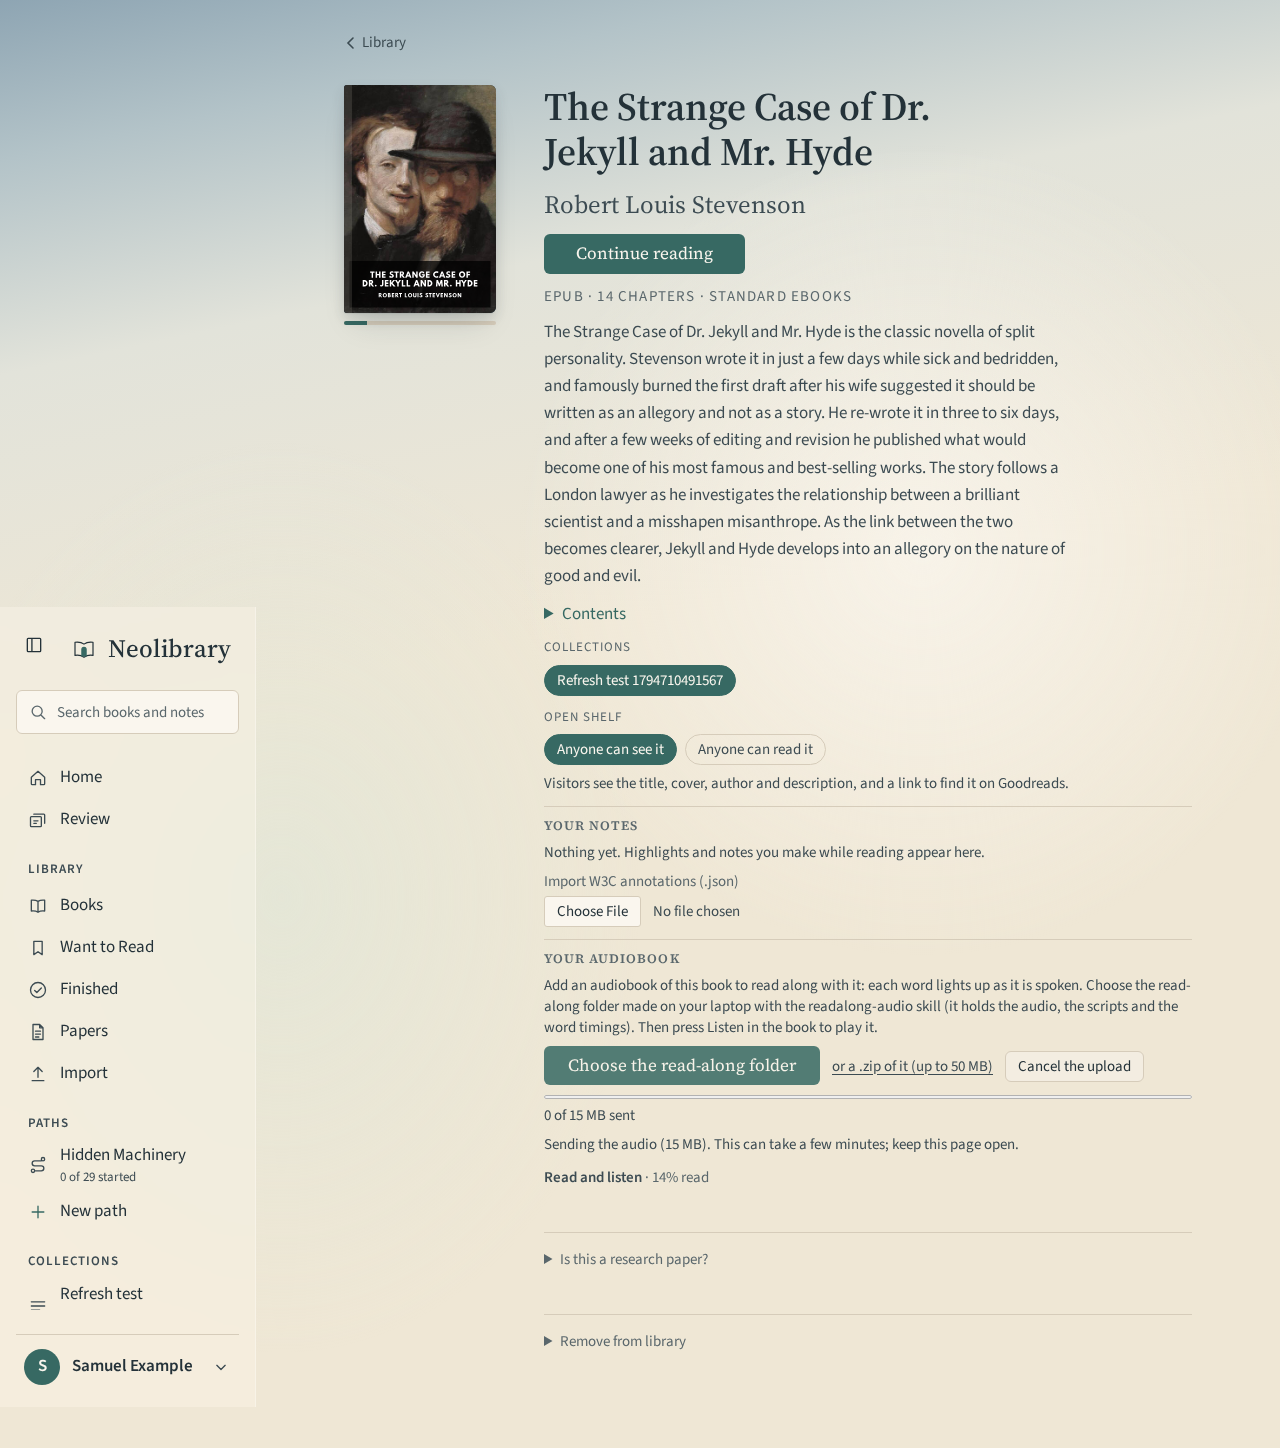 Library
THE STRANGE CASE OF
DR. JEKYLL AND MR. HYDE
ROBERT LOUIS STEVENSON
The Strange Case of Dr.
Jekyll and Mr. Hyde
Robert Louis Stevenson
Continue reading
EPUB · 14 CHAPTERS · STANDARD EBOOKS
The Strange Case of Dr. Jekyll and Mr. Hyde is the classic novella of split
personality. Stevenson wrote it in just a few days while sick and bedridden,
and famously burned the first draft after his wife suggested it should be
written as an allegory and not as a story. He re-wrote it in three to six days,
and after a few weeks of editing and revision he published what would
become one of his most famous and best-selling works. The story follows a
London lawyer as he investigates the relationship between a brilliant
scientist and a misshapen misanthrope. As the link between the two
becomes clearer, Jekyll and Hyde develops into an allegory on the nature of
good and evil.
Contents
COLLECTIONS
Refresh test 1794710491567
OPEN SHELF
Anyone can see it
Anyone can read it
Visitors see the title, cover, author and description, and a link to find it on Goodreads.
YOUR NOTES
Nothing yet. Highlights and notes you make while reading appear here.
Import W3C annotations (.json)
Choose File No file chosen
YOUR AUDIOBOOK
Add an audiobook of this book to read along with it: each word lights up as it is spoken. Choose the read-
along folder made on your laptop with the readalong-audio skill (it holds the audio, the scripts and the
word timings). Then press Listen in the book to play it.
Choose the read-along folder
or a .zip of it (up to 50 MB)
Cancel the upload
0 of 15 MB sent
Sending the audio (15 MB). This can take a few minutes; keep this page open.
Read and listen · 14% read
Is this a research paper?
Remove from library
Neolibrary
Search books and notes
Home
Review
LIBRARY
Books
Want to Read
Finished
Papers
Import
PATHS
Hidden Machinery
0 of 29 started
New path
COLLECTIONS
Refresh test
S
Samuel Example